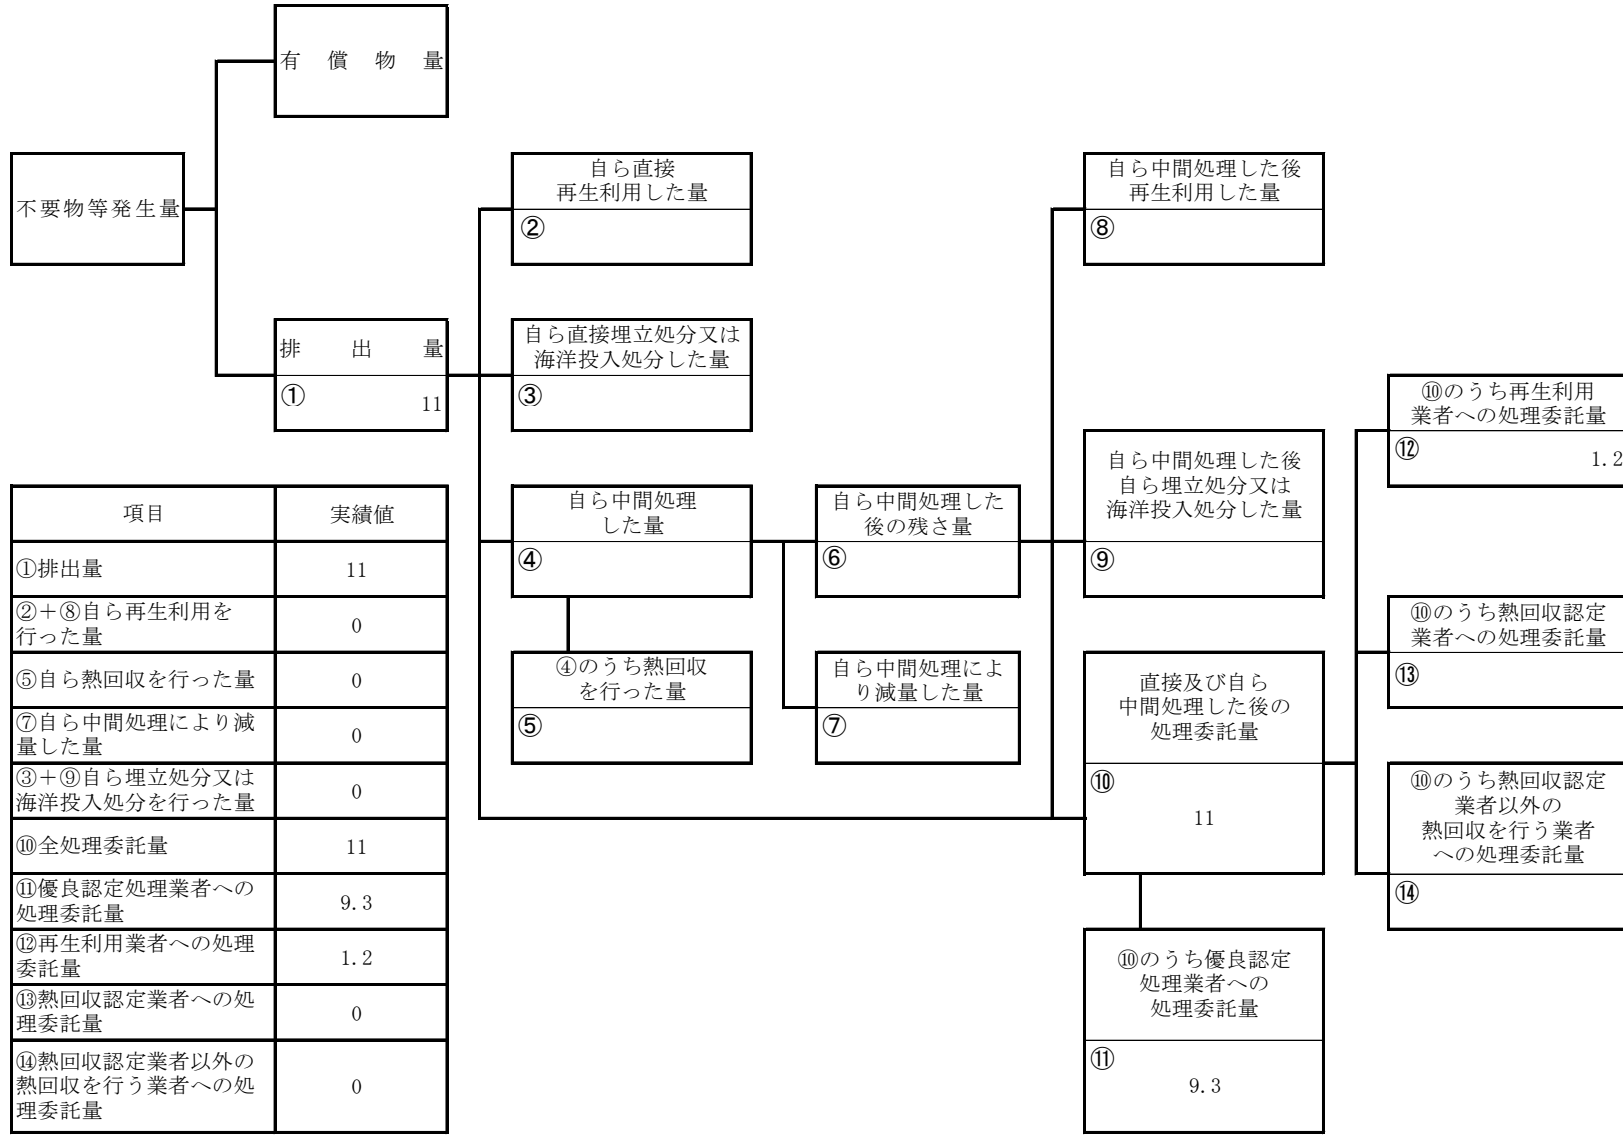 有償物量
不要物等発生量
排出量
①
11
自ら直接
再生利用した量
②
自ら直接埋立処分又は
海洋投入処分した量
③
自ら中間処理
した量
④
④のうち熱回収
を行った量
⑤
自ら中間処理した
後の残さ量
⑥
自ら中間処理によ
り減量した量
⑦
自ら中間処理した後
再生利用した量
⑧
自ら中間処理した後
自ら埋立処分又は
海洋投入処分した量
⑨
直接及び自ら
中間処理した後の
処理委託量
⑩
11
⑩のうち優良認定
処理業者への
処理委託量
⑪
9.3
⑩のうち再生利用
業者への処理委託量
⑫
1.2
⑩のうち熱回収認定
業者への処理委託量
⑬
⑩のうち熱回収認定
業者以外の
熱回収を行う業者
への処理委託量
⑭
項目 実績値
①排出量 11
②+⑧自ら再生利用を
行った量 0
⑤自ら熱回収を行った量 0
⑦自ら中間処理により減
量した量 0
③+⑨自ら埋立処分又は
海洋投入処分を行った量 0
⑩全処理委託量 11
⑪優良認定処理業者への
処理委託量 9.3
⑫再生利用業者への処理
委託量 1.2
⑬熱回収認定業者への処
理委託量 0
⑭熱回収認定業者以外の
熱回収を行う業者への処
理委託量 0